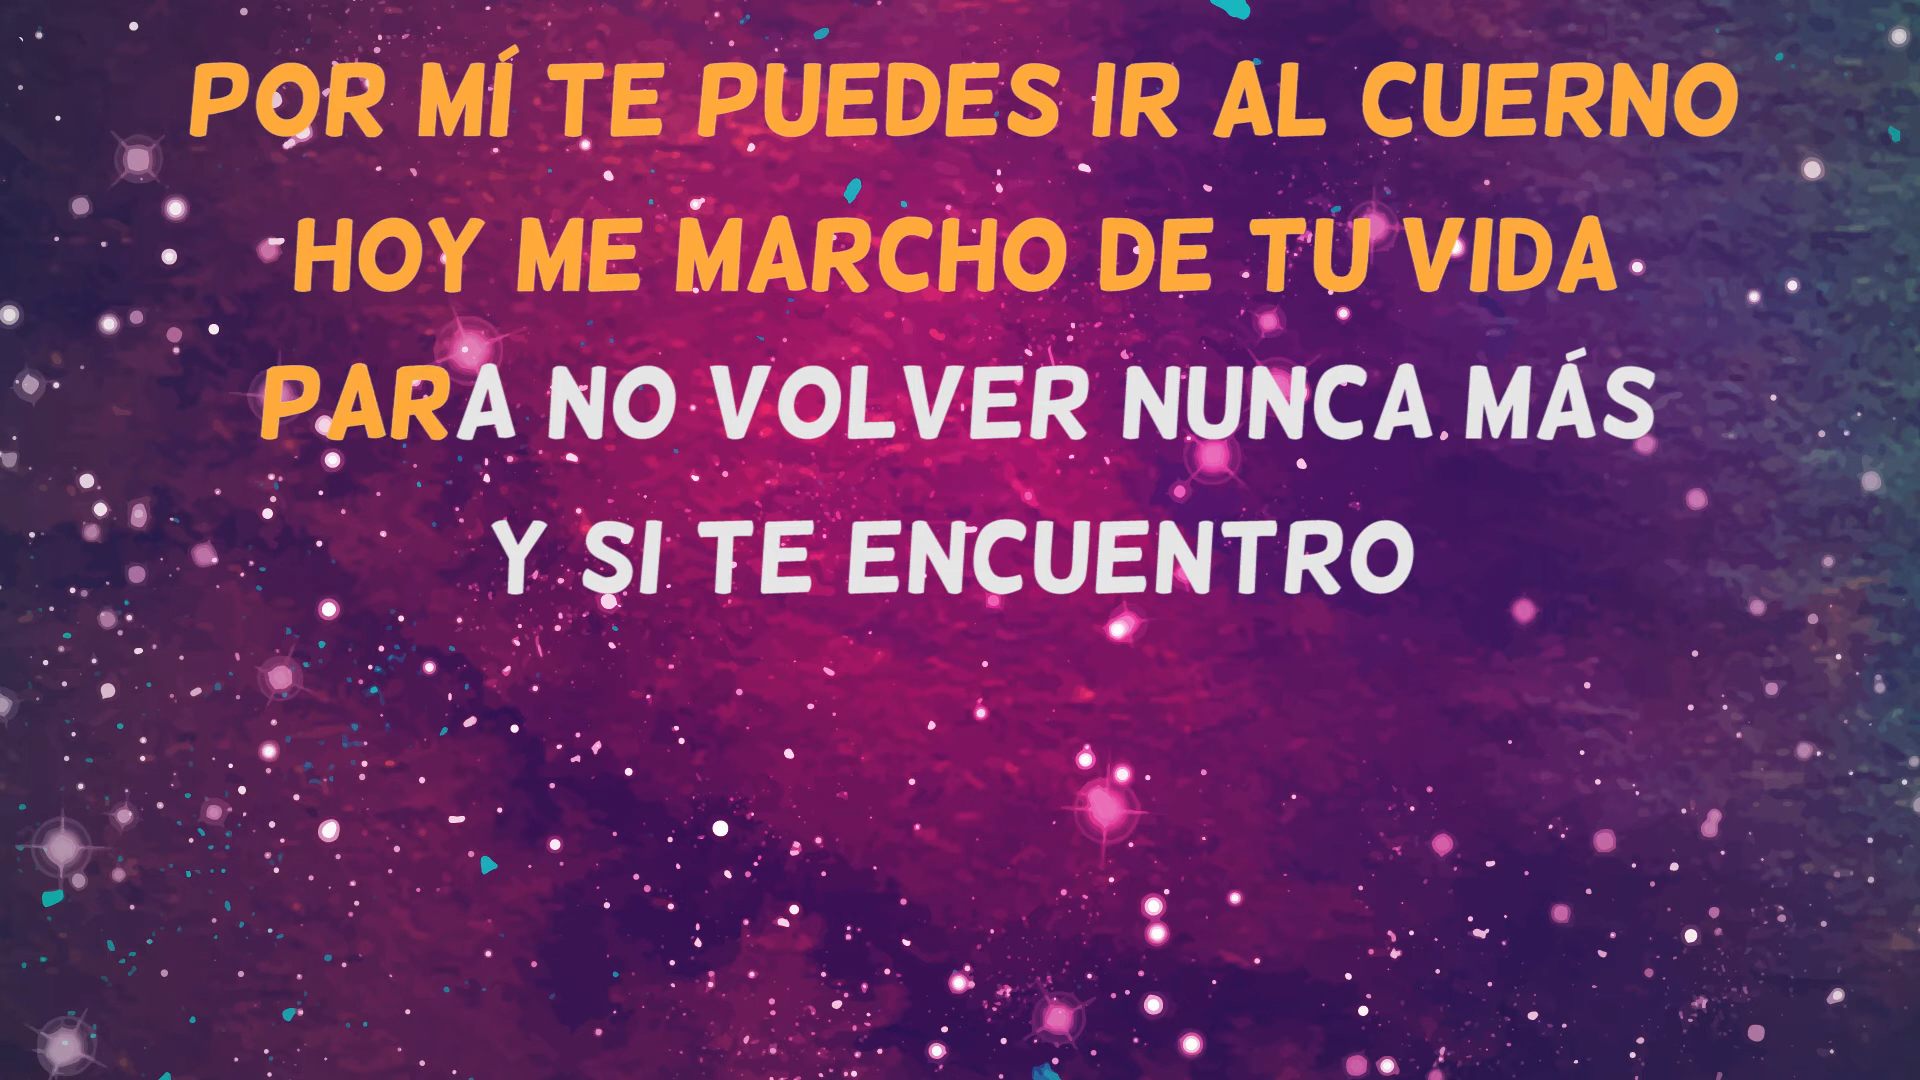 POR MÍ TE PUEDES IR AL CUERNO
HOY ME MARCHO DE TU VIDA
PARA NO VOLVER NUNCA MÁS
Y SI TE ENCUENTRO